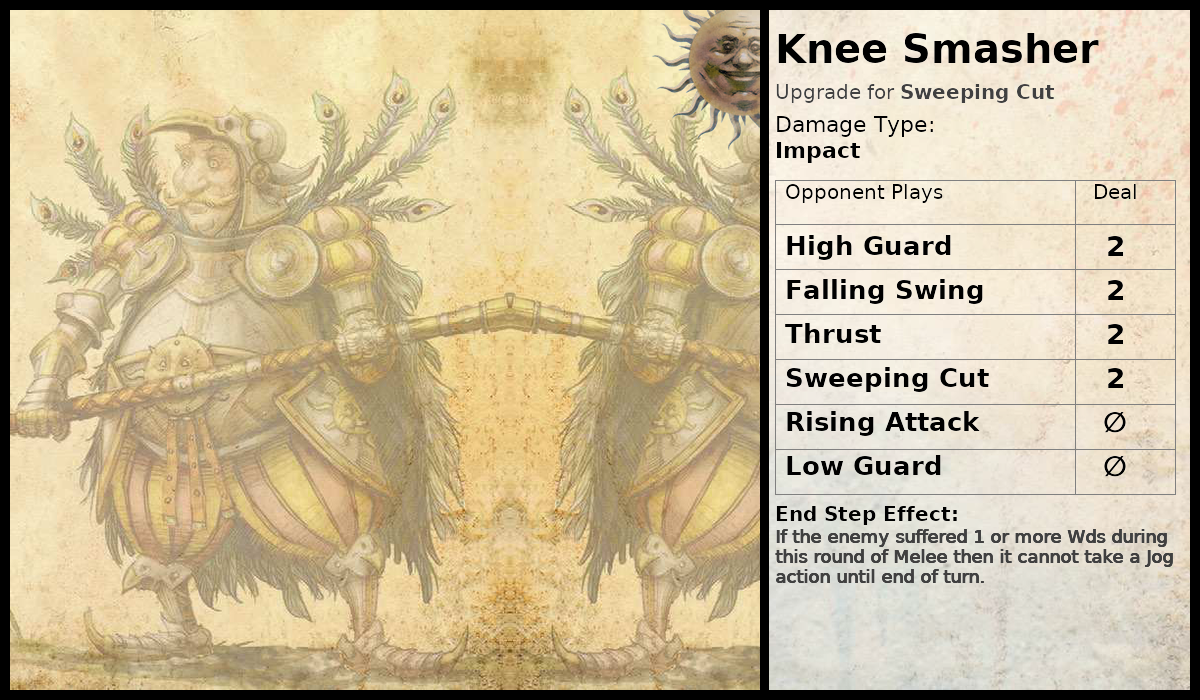 Knee Smasher
Upgrade for Sweeping Cut
Damage Type:
Impact
Opponent Plays Deal
High Guard 2
Falling Swing 2
Thrust 2
Sweeping Cut 2
Rising Attack ∅
Low Guard ∅
End Step Effect:
If the enemy suffered 1 or more Wds during
this round of Melee then it cannot take a Jog
action until end of turn.